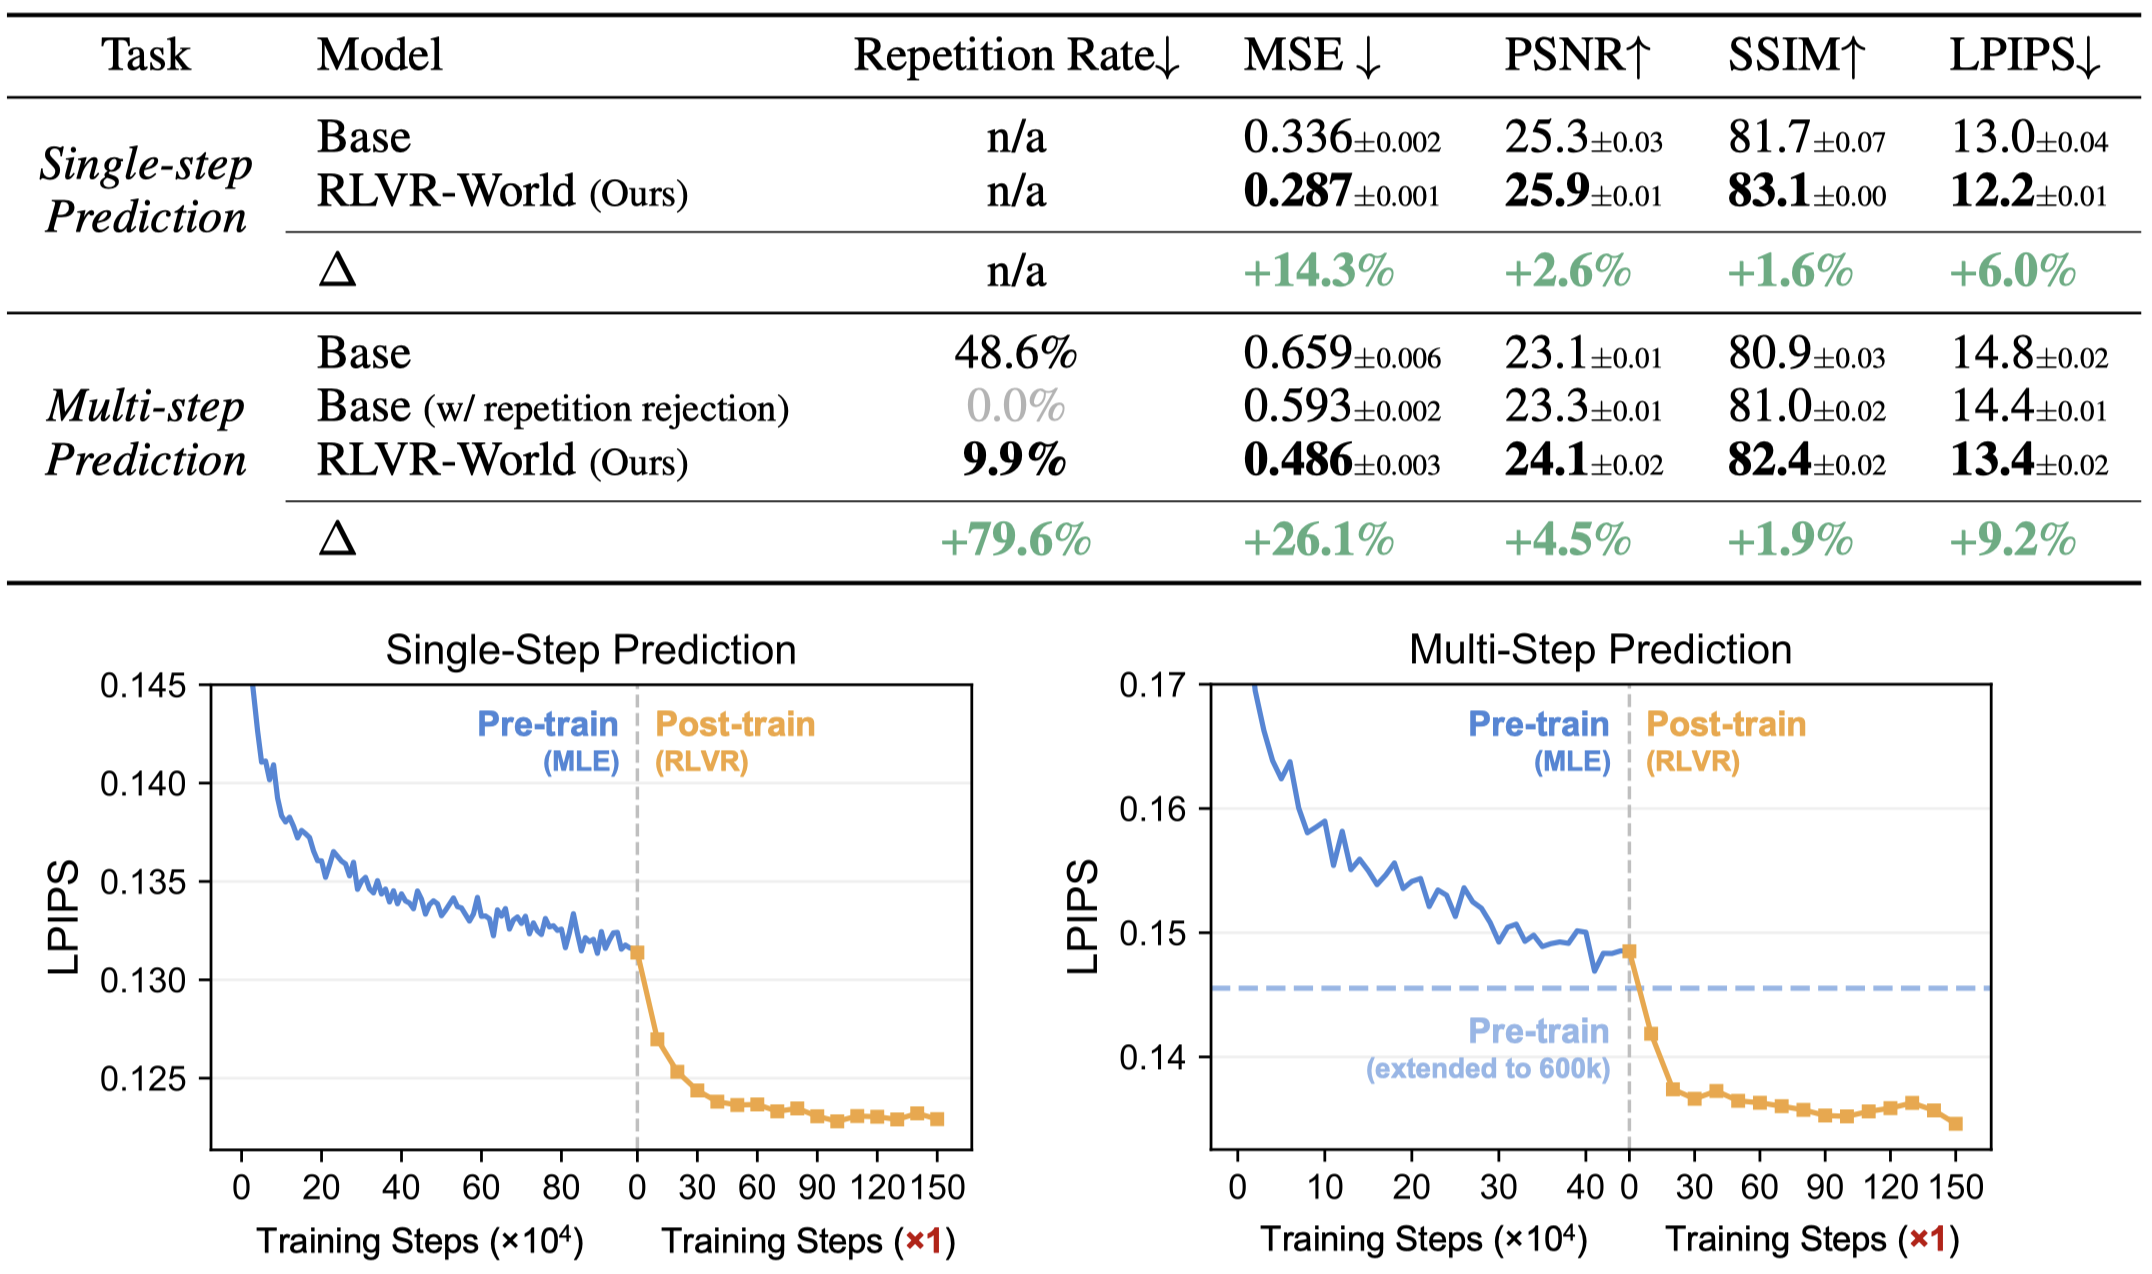 Task Model Repetition Rate↓ MSE ↓ PSNR↑ SSIM↑ LPIPS↓
Single-step Prediction
Base n/a 0.336±0.002 25.3±0.03 81.7±0.07 13.0±0.04
RLVR-World (Ours) n/a 0.287±0.001 25.9±0.01 83.1±0.00 12.2±0.01
Δ n/a +14.3% +2.6% +1.6% +6.0%
Multi-step Prediction
Base 48.6% 0.659±0.006 23.1±0.01 80.9±0.03 14.8±0.02
Base (w/ repetition rejection) 0.0% 0.593±0.002 23.3±0.01 81.0±0.02 14.4±0.01
RLVR-World (Ours) 9.9% 0.486±0.003 24.1±0.02 82.4±0.02 13.4±0.02
Δ +79.6% +26.1% +4.5% +1.9% +9.2%
Single-Step Prediction
LPIPS
0.145
0.140
0.135
0.130
0.125
Pre-train
(MLE)
Post-train
(RLVR)
0 20 40 60 80 0 30 60 90 120 150
Training Steps (×10⁴) Training Steps (×1)
Multi-Step Prediction
LPIPS
0.17
0.16
0.15
0.14
Pre-train
(MLE)
Post-train
(RLVR)
Pre-train
(extended to 600k)
0 10 20 30 40 0 30 60 90 120 150
Training Steps (×10⁴) Training Steps (×1)